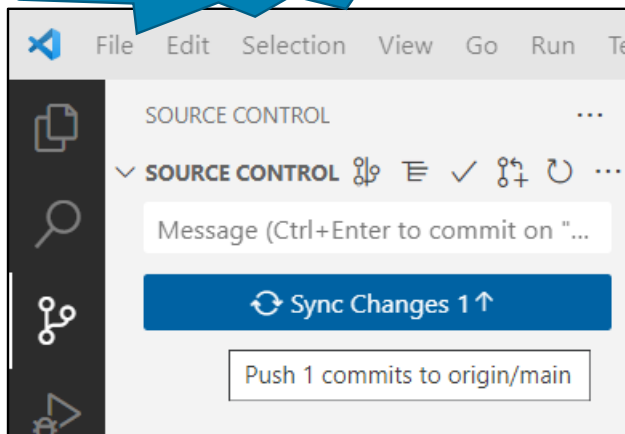 File Edit Selection View Go Run Te
SOURCE CONTROL ...
SOURCE CONTROL ...
Message (Ctrl+Enter to commit on "...
Sync Changes 1↑
Push 1 commits to origin/main